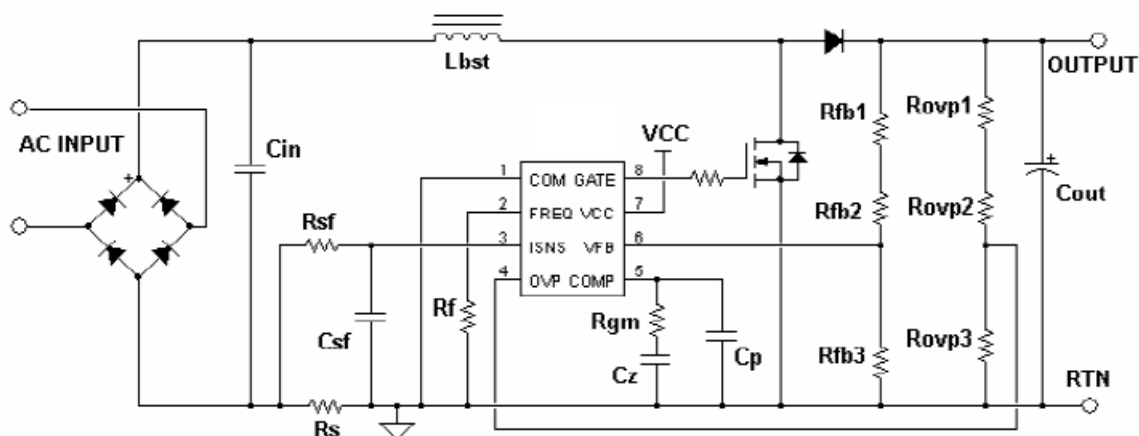 Lbst
OUTPUT
AC INPUT
Cin
VCC
Rfb1
Rovp1
1 COM GATE 8
Cout
Rsf
2 FREQ VCC 7
Rfb2
Rovp2
3 ISNS VFB 6
4 OVP COMP 5
Rf
Rgm
Csf
Cp
Rfb3
Rovp3
Cz
RTN
Rs
+
+